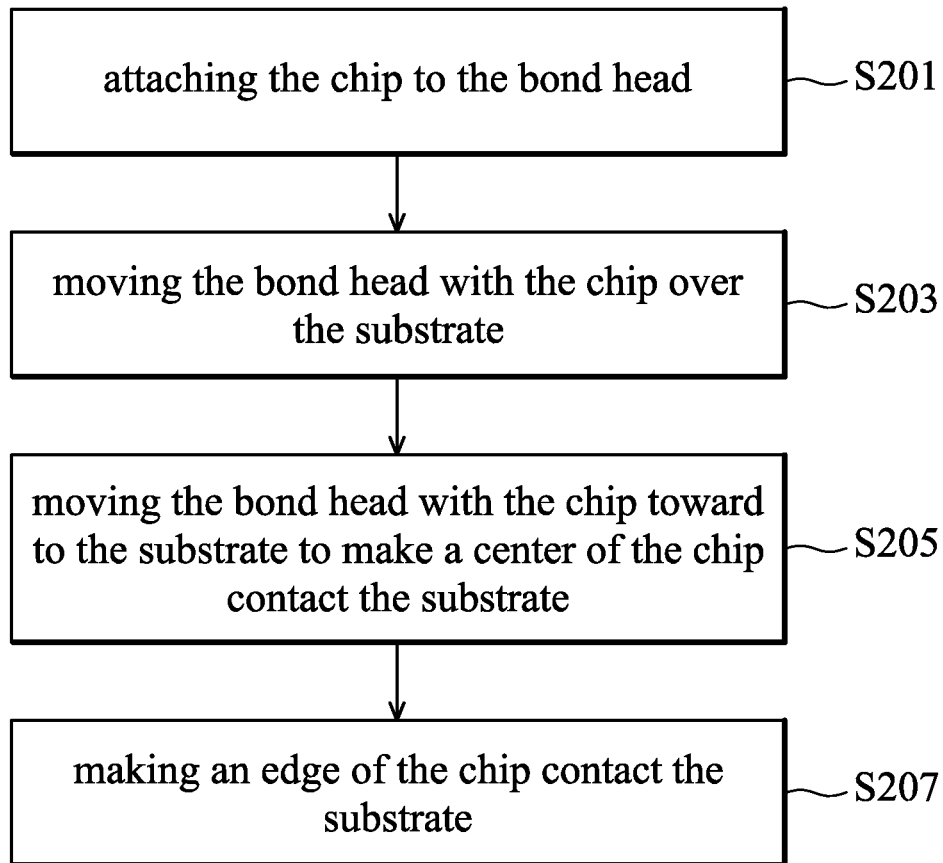 attaching the chip to the bond head
S201
moving the bond head with the chip over
the substrate
S203
moving the bond head with the chip toward
to the substrate to make a center of the chip
contact the substrate
S205
making an edge of the chip contact the
substrate
S207